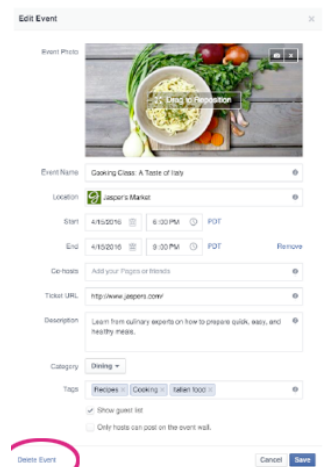 Edit Event
Event Photo
Drag to Reposition
Event Name Cooking Class: A Taste of Italy
Location Jasper's Market
Start 4/15/2016 6:00 PM PDT
End 4/15/2016 9:00 PM PDT Remove
Co-hosts Add your Pages or friends
Ticket URL http://www.jaspers.com/
Description Learn from culinary experts on how to prepare quick, easy, and
healthy meals.
Category Dining
Tags Recipes × Cooking × Italian food ×
Show guest list
Only hosts can post on the event wall.
Delete Event Cancel Save